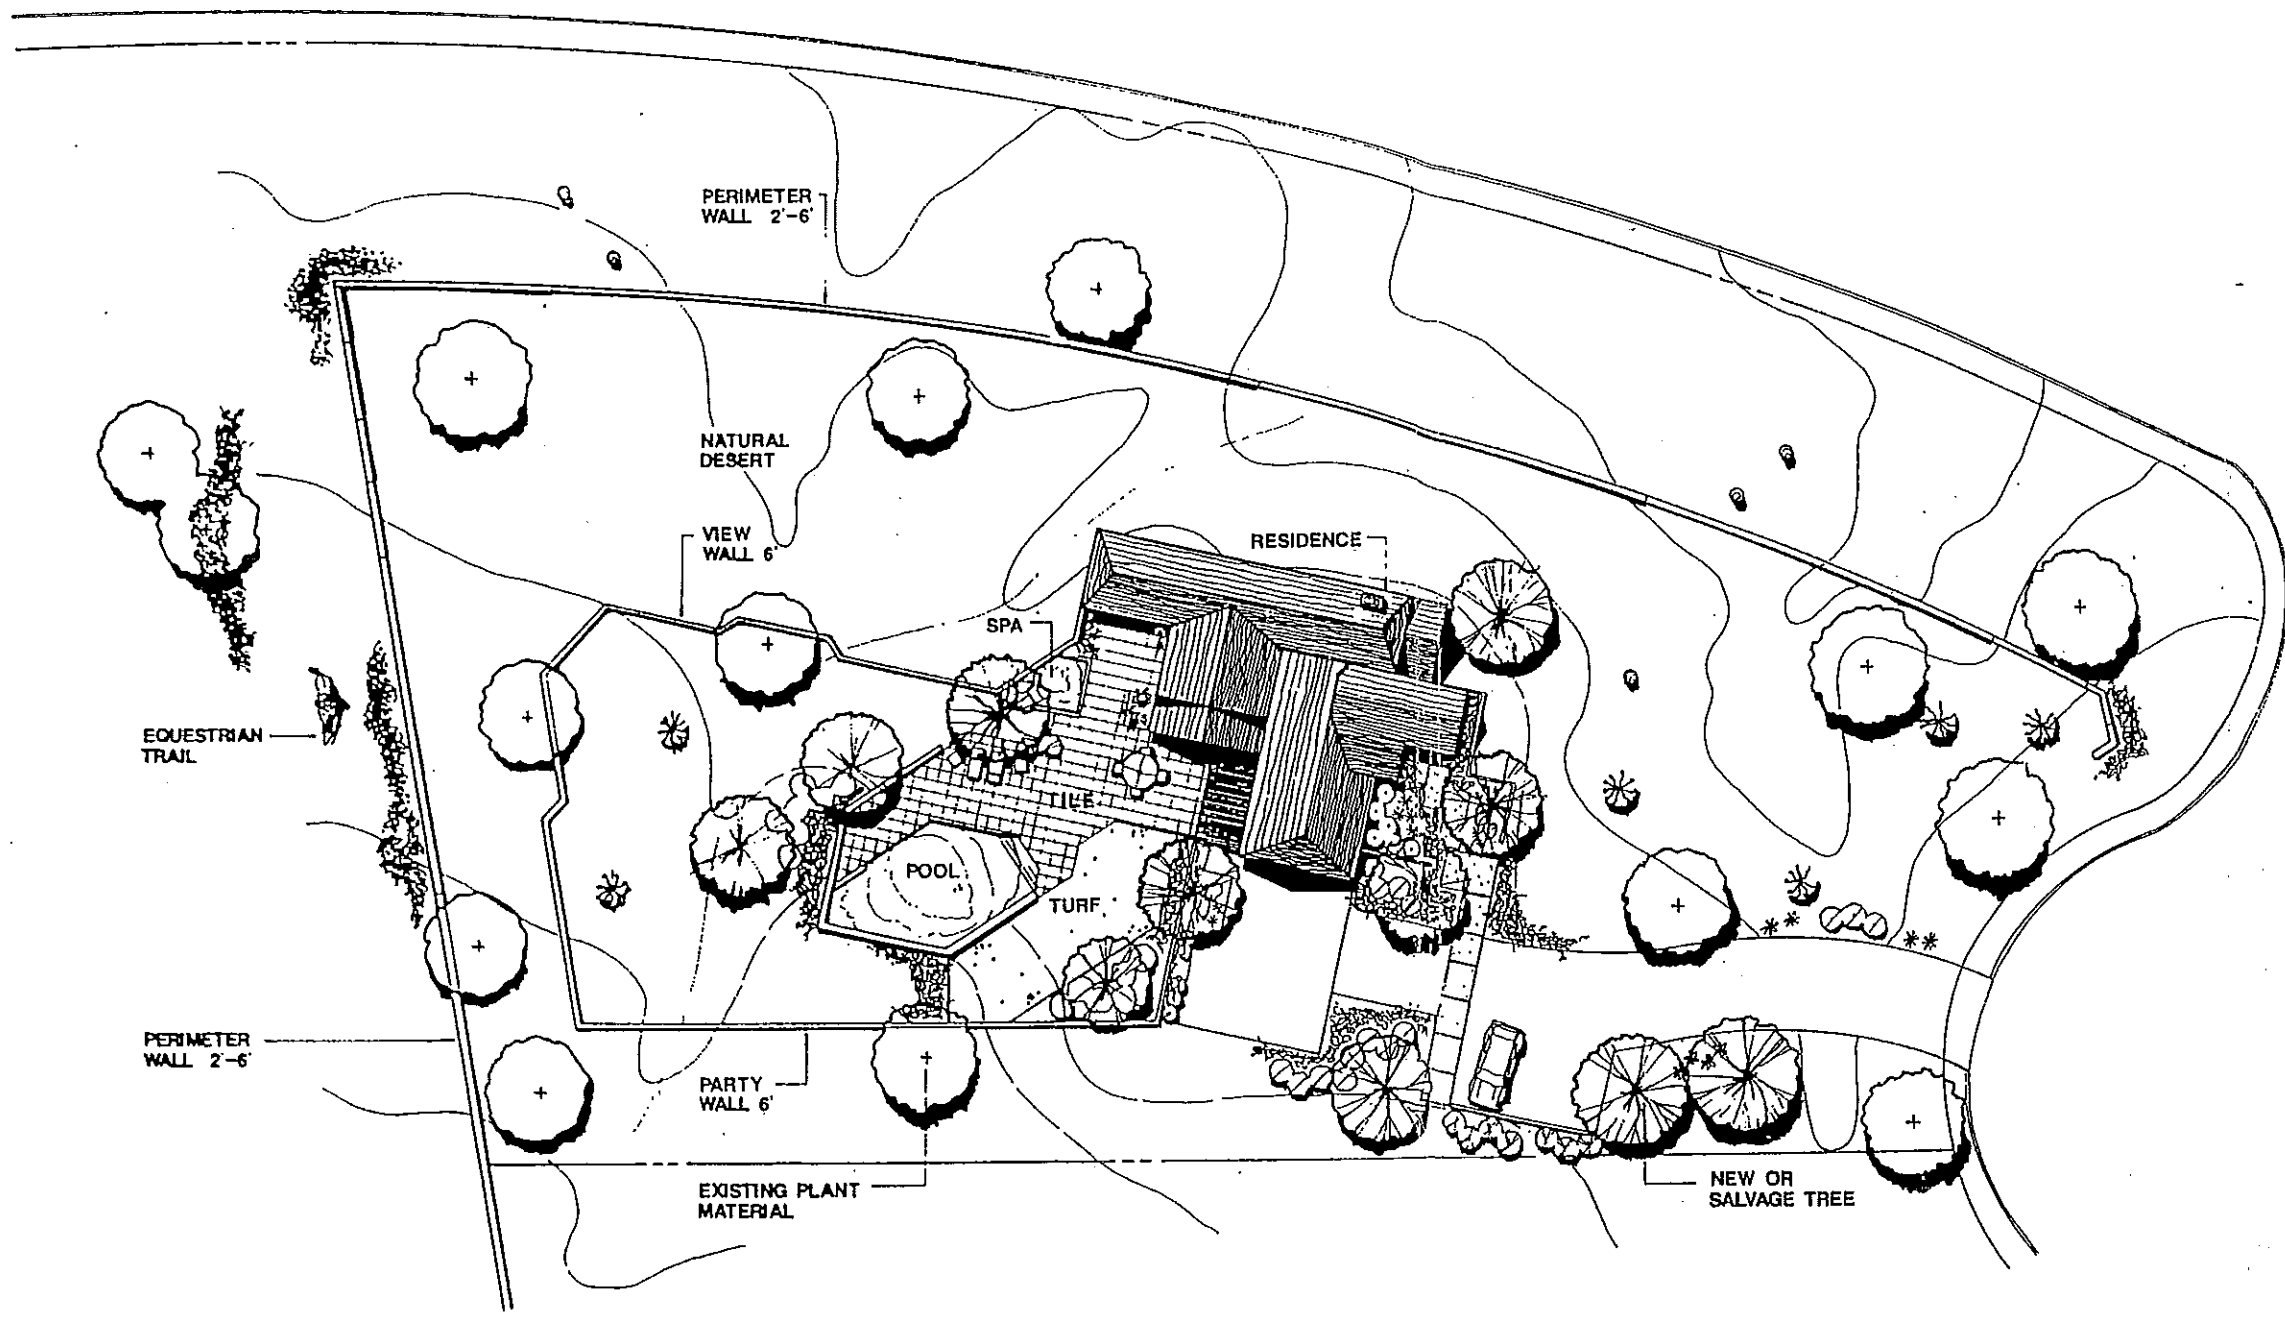 PERIMETER
WALL 2'-6'
NATURAL
DESERT
VIEW
WALL 6'
RESIDENCE
SPA
EQUESTRIAN
TRAIL
TILE
POOL
TURF
PERIMETER
WALL 2'-6'
PARTY
WALL 6'
EXISTING PLANT
MATERIAL
NEW OR
SALVAGE TREE